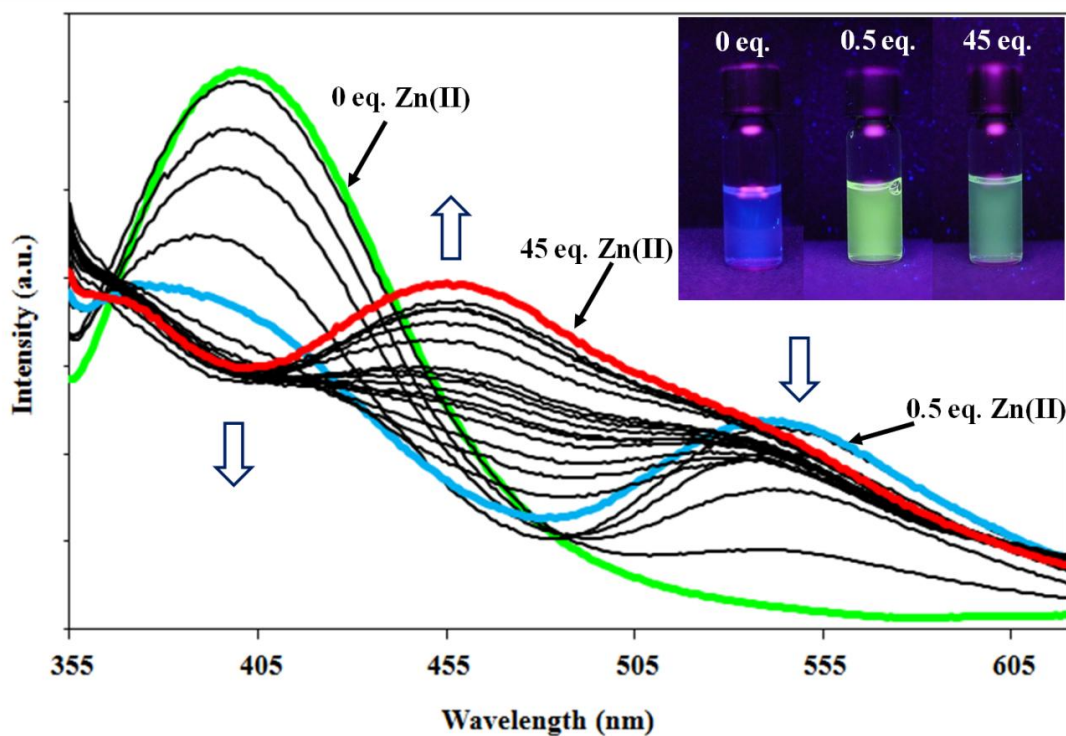 0 eq.
0.5 eq.
45 eq.
0 eq. Zn(II)
45 eq. Zn(II)
0.5 eq. Zn(II)
Intensity (a.u.)
355
405
455
505
555
605
Wavelength (nm)